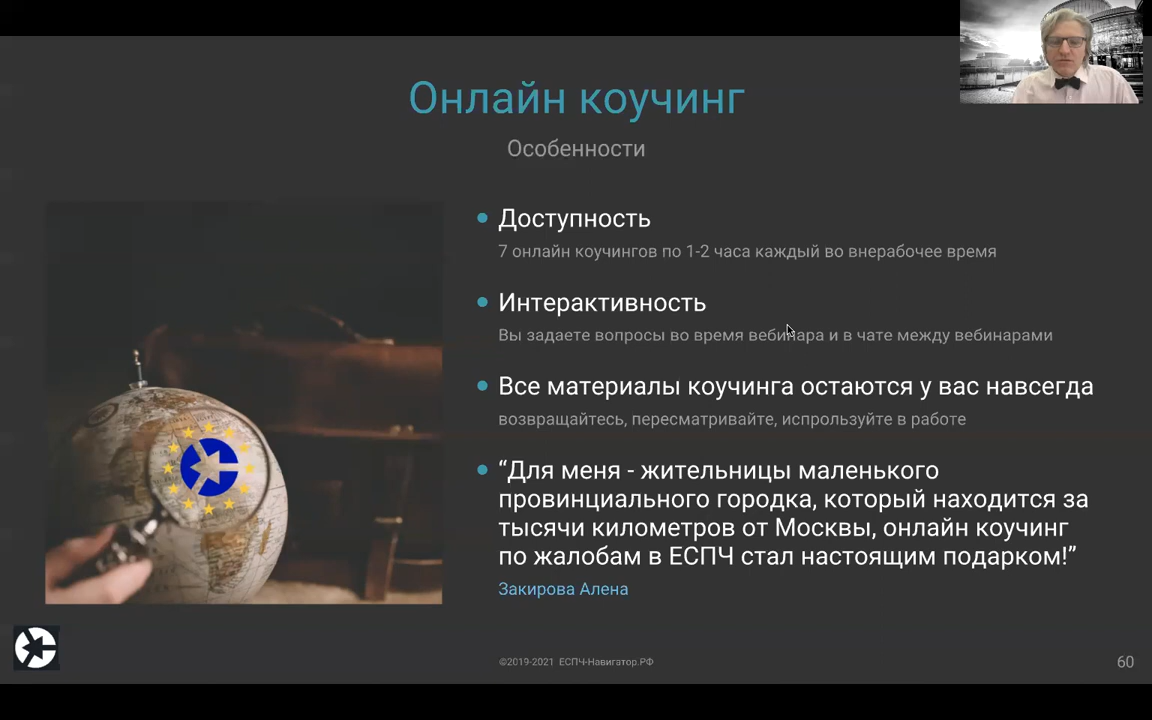 Онлайн коучинг
Особенности
Доступность
7 онлайн коучингов по 1-2 часа каждый во внерабочее время
Интерактивность
Вы задаете вопросы во время вебинара и в чате между вебинарами
Все материалы коучинга остаются у вас навсегда
возвращайтесь, пересматривайте, испрользуйте в работе
“Для меня - жительницы маленького
провинциального городка, который находится за
тысячи километров от Москвы, онлайн коучинг
по жалобам в ЕСПЧ стал настоящим подарком!”
Закирова Алена
©2019-2021 ЕСПЧ-Навигатор.РФ
60